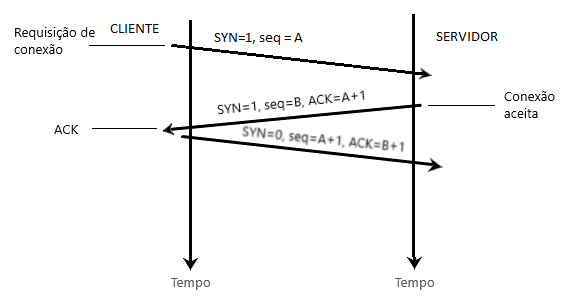 Requisição de
conexão
CLIENTE
SYN=1, seq = A
SERVIDOR
SYN=1, seq=B, ACK=A+1
Conexão
aceita
ACK
SYN=0, seq=A+1, ACK=B+1
Tempo
Tempo